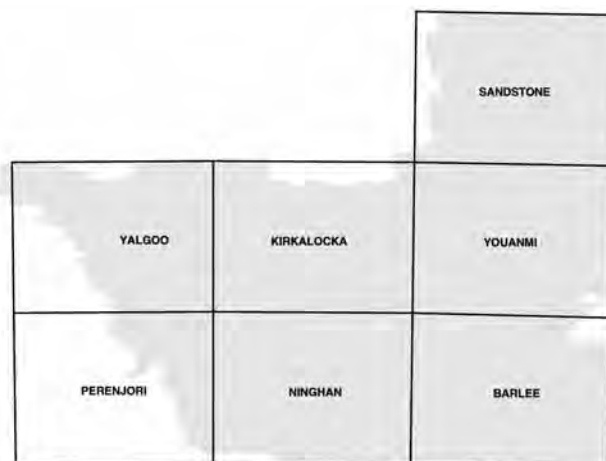 SANDSTONE
YALGOO
KIRKALOCKA
YOUANMI
PERENJORI
NINGHAN
BARLEE